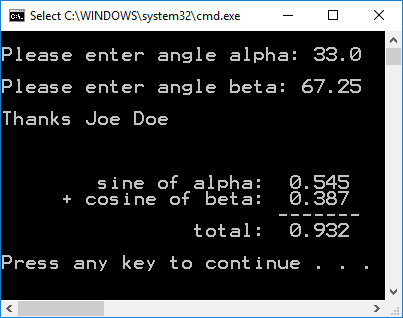 Select C:\WINDOWS\system32\cmd.exe
Please enter angle alpha: 33.0
Please enter angle beta: 67.25
Thanks Joe Doe
sine of alpha: 0.545
+ cosine of beta: 0.387
-------
total: 0.932
Press any key to continue . . .